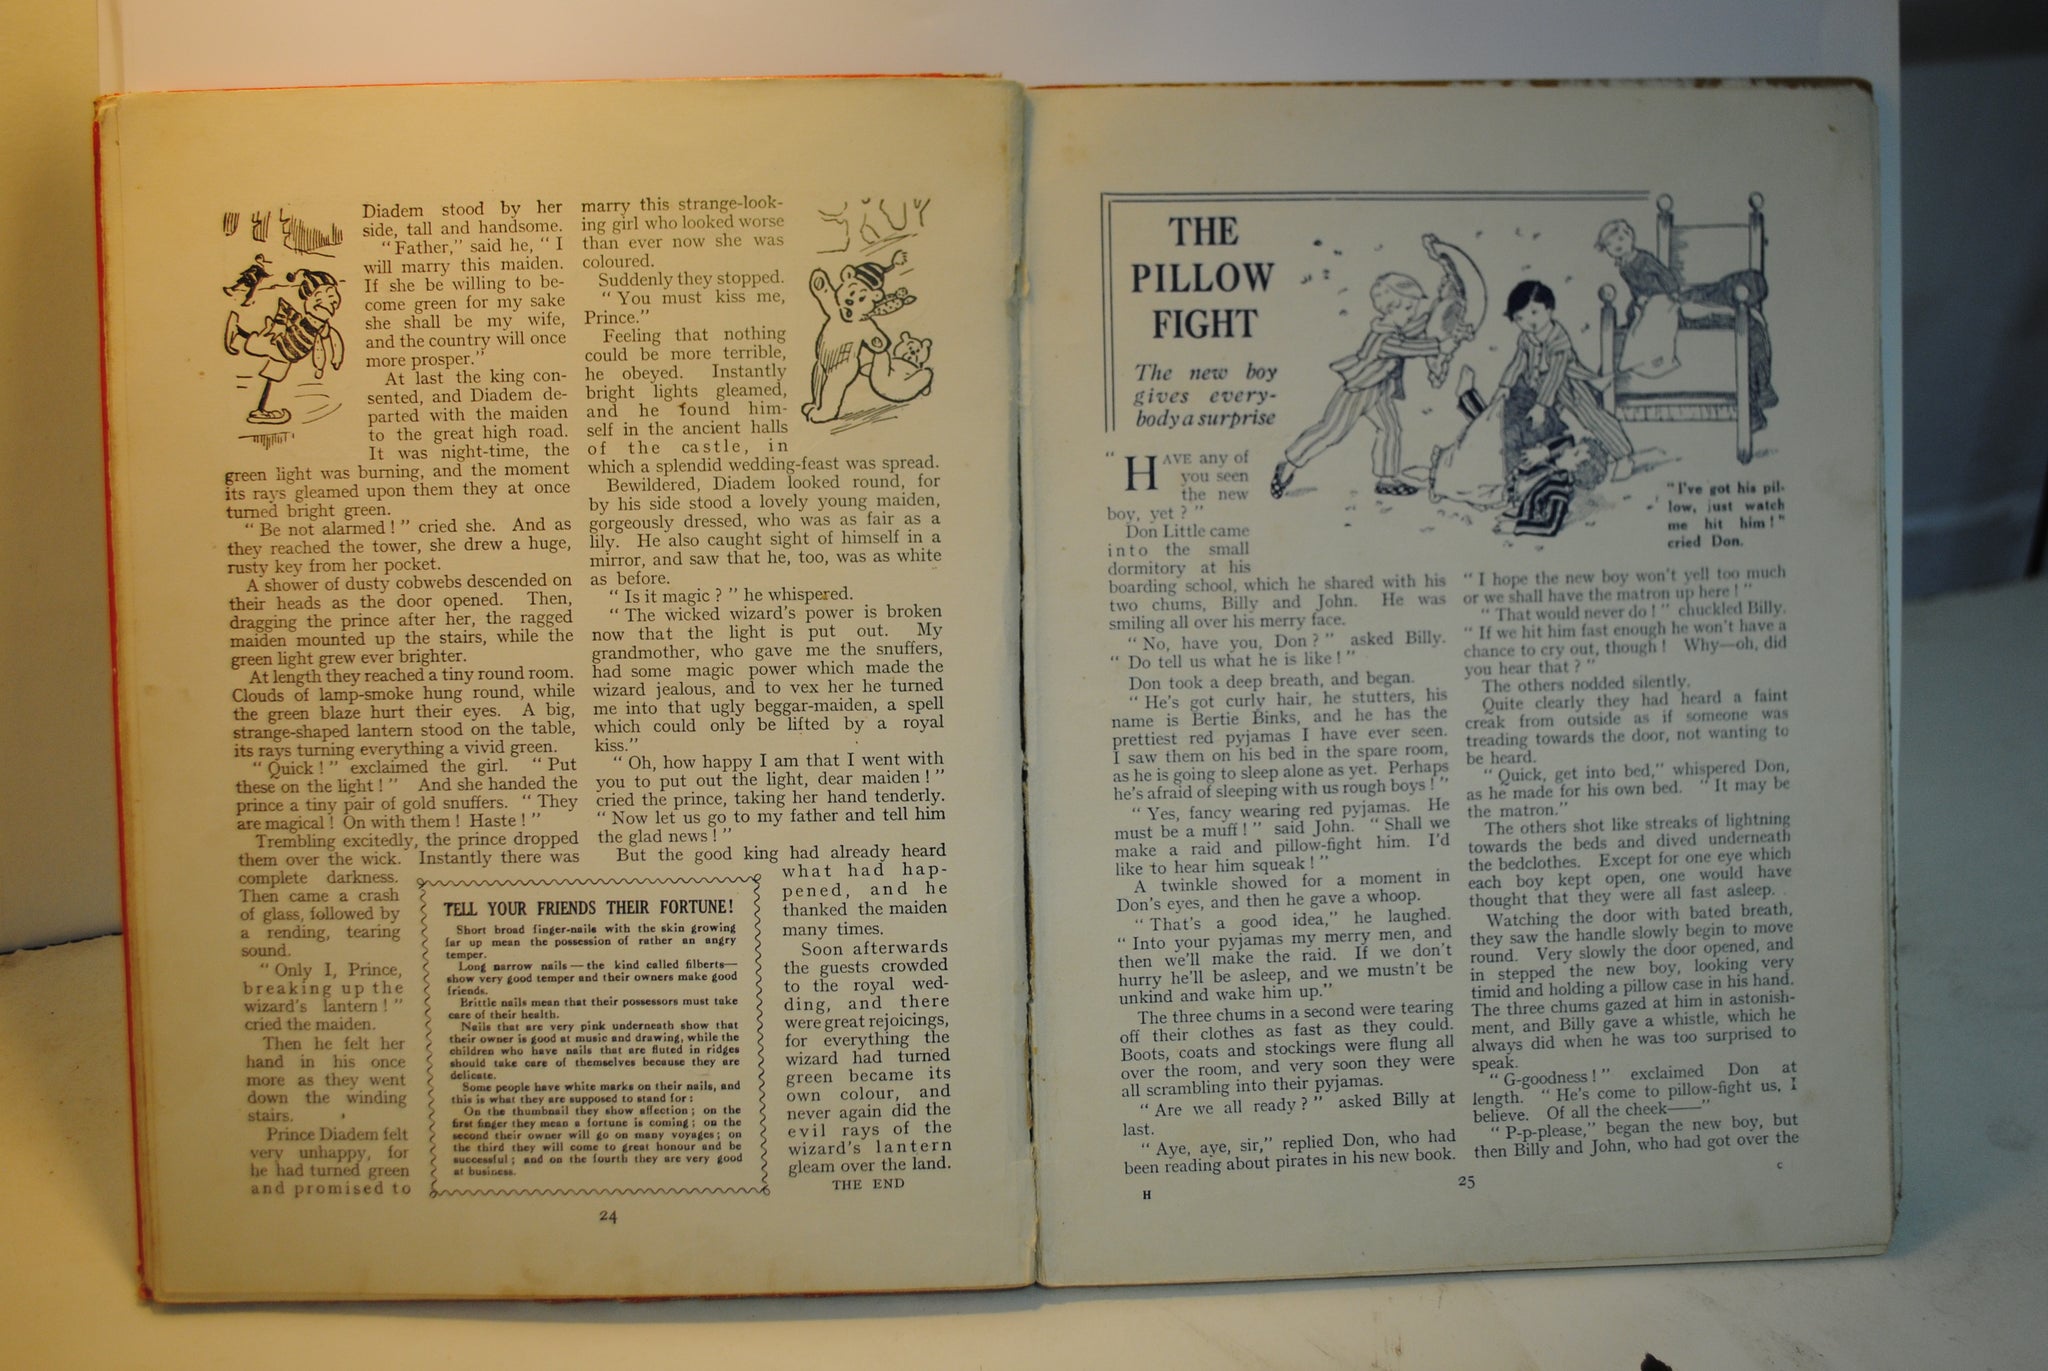 Diadem stood by her
side, tall and handsome.
"Father," said he, "I
will marry this maiden.
If she be willing to be-
come green for my sake
she shall be my wife,
and the country will once
more prosper."
At last the king con-
sented, and Diadem de-
parted with the maiden
to the great high road.
It was night-time, the
green light was burning, and the moment
its rays gleamed upon them they at once
turned bright green.
"Be not alarmed!" cried she. And as
they reached the tower, she drew a huge,
rusty key from her pocket.
A shower of dusty cobwebs descended on
their heads as the door opened. Then,
dragging the prince after her, the ragged
maiden mounted up the stairs, while the
green light grew ever brighter.
At length they reached a tiny round room.
Clouds of lamp-smoke hung round, while
the green blaze hurt their eyes. A big,
strange-shaped lantern stood on the table,
its rays turning everything a vivid green.
"Quick!" exclaimed the girl. "Put
these on the light!" And she handed the
prince a tiny pair of gold snuffers. "They
are magical! On with them! Haste!"
Trembling excitedly, the prince dropped
them over the wick. Instantly there was
complete darkness.
Then came a crash
of glass, followed by
a rending, tearing
sound.
"Only I, Prince,
breaking up the
wizard's lantern!"
cried the maiden.
Then he felt her
hand in his once
more as they went
down the winding
stairs.
Prince Diadem felt
very unhappy, for
he had turned green
and promised to
marry this strange-look-
ing girl who looked worse
than ever now she was
coloured.
Suddenly they stopped.
"You must kiss me,
Prince."
Feeling that nothing
could be more terrible,
he obeyed. Instantly
bright lights gleamed,
and he found him-
self in the ancient halls
of the castle, in
which a splendid wedding-feast was spread.
Bewildered, Diadem looked round, for
by his side stood a lovely young maiden,
gorgeously dressed, who was as fair as a
lily. He also caught sight of himself in a
mirror, and saw that he, too, was as white
as before.
"Is it magic?" he whispered.
"The wicked wizard's power is broken
now that the light is put out. My
grandmother, who gave me the snuffers,
had some magic power which made the
wizard jealous, and to vex her he turned
me into that ugly beggar-maiden, a spell
which could only be lifted by a royal
kiss."
"Oh, how happy I am that I went with
you to put out the light, dear maiden!"
cried the prince, taking her hand tenderly.
"Now let us go to my father and tell him
the glad news!"
But the good king had already heard
what had hap-
pened, and he
thanked the maiden
many times.
Soon afterwards
the guests crowded
to the royal wed-
ding, and there
were great rejoicings,
for everything the
wizard had turned
green became its
own colour, and
never again did the
evil rays of the
wizard's lantern
gleam over the land.
THE END
TELL YOUR FRIENDS THEIR FORTUNE!
Short broad finger-nails with the skin growing
far up mean the possession of rather an angry
temper.
Long narrow nails—the kind called filberts—
show very good temper and their owners make good
friends.
Brittle nails mean that their possessors must take
care of their health.
Nails that are very pink underneath show that
their owner is good at music and drawing, while the
children who have nails that are fluted in ridges
should take care of themselves because they are
delicate.
Some people have white marks on their nails, and
this is what they are supposed to stand for:
On the thumbnail they show affection; on the
first finger they mean a fortune is coming; on the
second their owner will go on many voyages; on
the third they will come to great honour and be
successful; and on the fourth they are very good
at business.
24
THE
PILLOW
FIGHT
The new boy
gives every-
body a surprise
"I've got his pil-
low, just watch
me hit him!"
cried Don.
"HAVE any of
you seen
the new
boy, yet?"
Don Little came
into the small
dormitory at his
boarding school, which he shared with his
two chums, Billy and John. He was
smiling all over his merry face.
"No, have you, Don?" asked Billy.
"Do tell us what he is like!"
Don took a deep breath, and began.
"He's got curly hair, he stutters, his
name is Bertie Binks, and he has the
prettiest red pyjamas I have ever seen.
I saw them on his bed in the spare room,
as he is going to sleep alone as yet. Perhaps
he's afraid of sleeping with us rough boys!"
"Yes, fancy wearing red pyjamas. He
must be a muff!" said John. "Shall we
make a raid and pillow-fight him. I'd
like to hear him squeak!"
A twinkle showed for a moment in
Don's eyes, and then he gave a whoop.
"That's a good idea," he laughed.
"Into your pyjamas my merry men, and
then we'll make the raid. If we don't
hurry he'll be asleep, and we mustn't be
unkind and wake him up."
The three chums in a second were tearing
off their clothes as fast as they could.
Boots, coats and stockings were flung all
over the room, and very soon they were
all scrambling into their pyjamas.
"Are we all ready?" asked Billy at
last.
"Aye, aye, sir," replied Don, who had
been reading about pirates in his new book.
"I hope the new boy won't yell too much
or we shall have the matron up here!"
"That would never do!" chuckled Billy.
"If we hit him fast enough he won't have a
chance to cry out, though! Why—oh, did
you hear that?"
The others nodded silently.
Quite clearly they had heard a faint
creak from outside as if someone was
treading towards the door, not wanting to
be heard.
"Quick, get into bed," whispered Don,
as he made for his own bed. "It may be
the matron."
The others shot like streaks of lightning
towards the beds and dived underneath
the bedclothes. Except for one eye which
each boy kept open, one would have
thought that they were all fast asleep.
Watching the door with bated breath,
they saw the handle slowly begin to move
round. Very slowly the door opened, and
in stepped the new boy, looking very
timid and holding a pillow case in his hand.
The three chums gazed at him in astonish-
ment, and Billy gave a whistle, which he
always did when he was too surprised to
speak.
"G-goodness!" exclaimed Don at
length. "He's come to pillow-fight us, I
believe. Of all the cheek——"
"P-p-please," began the new boy, but
then Billy and John, who had got over the
H
25
C